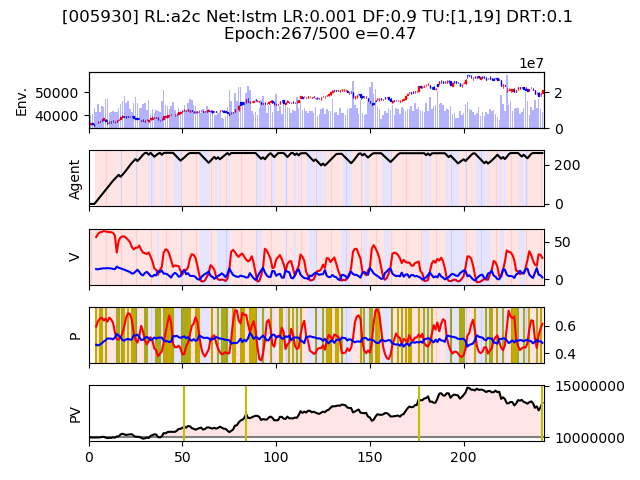 [005930] RL:a2c Net:lstm LR:0.001 DF:0.9 TU:[1,19] DRT:0.1
Epoch:267/500 e=0.47
1e7
Env.
50000
40000
2
0
Agent
200
0
V
50
0
P
0.6
0.4
PV
15000000
10000000
0 50 100 150 200